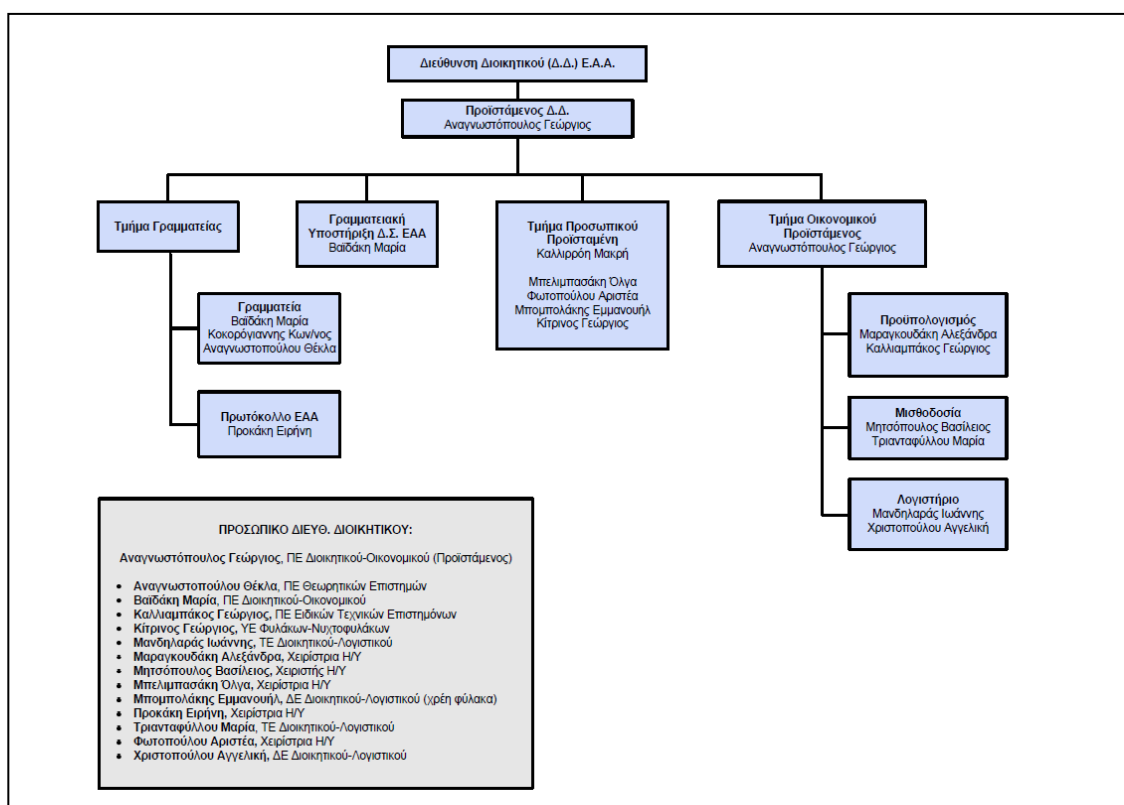 Διεύθυνση Διοικητικού (Δ.Δ.) Ε.Α.Α.
Προϊστάμενος Δ.Δ.
Αναγνωστόπουλος Γεώργιος
Τμήμα Γραμματείας
Γραμματειακή
Υποστήριξη Δ.Σ. ΕΑΑ
Βαϊδάκη Μαρία
Τμήμα Προσωπικού
Προϊσταμένη
Καλλιρρόη Μακρή
Μπελιμπασάκη Όλγα
Φωτοπούλου Αριστέα
Μπομπολάκης Εμμανουήλ
Κίτρινος Γεώργιος
Τμήμα Οικονομικού
Προϊστάμενος
Αναγνωστόπουλος Γεώργιος
Γραμματεία
Βαϊδάκη Μαρία
Κοκορόγιαννης Κων/νος
Αναγνωστοπούλου Θέκλα
Πρωτόκολλο ΕΑΑ
Προκάκη Ειρήνη
Προϋπολογισμός
Μαραγκουδάκη Αλεξάνδρα
Καλλιαμπάκος Γεώργιος
Μισθοδοσία
Μητσόπουλος Βασίλειος
Τριανταφύλλου Μαρία
Λογιστήριο
Μανδηλαράς Ιωάννης
Χριστοπούλου Αγγελική
ΠΡΟΣΩΠΙΚΟ ΔΙΕΥΘ. ΔΙΟΙΚΗΤΙΚΟΥ:
Αναγνωστόπουλος Γεώργιος, ΠΕ Διοικητικού-Οικονομικού (Προϊστάμενος)
• Αναγνωστοπούλου Θέκλα, ΠΕ Θεωρητικών Επιστημών
• Βαϊδάκη Μαρία, ΠΕ Διοικητικού-Οικονομικού
• Καλλιαμπάκος Γεώργιος, ΠΕ Ειδικών Τεχνικών Επιστημόνων
• Κίτρινος Γεώργιος, ΥΕ Φυλάκων-Νυχτοφυλάκων
• Μανδηλαράς Ιωάννης, ΤΕ Διοικητικού-Λογιστικού
• Μαραγκουδάκη Αλεξάνδρα, Χειρίστρια Η/Υ
• Μητσόπουλος Βασίλειος, Χειριστής Η/Υ
• Μπελιμπασάκη Όλγα, Χειρίστρια Η/Υ
• Μπομπολάκης Εμμανουήλ, ΔΕ Διοικητικού-Λογιστικού (χρέη φύλακα)
• Προκάκη Ειρήνη, Χειρίστρια Η/Υ
• Τριανταφύλλου Μαρία, ΤΕ Διοικητικού-Λογιστικού
• Φωτοπούλου Αριστέα, Χειρίστρια Η/Υ
• Χριστοπούλου Αγγελική, ΔΕ Διοικητικού-Λογιστικού